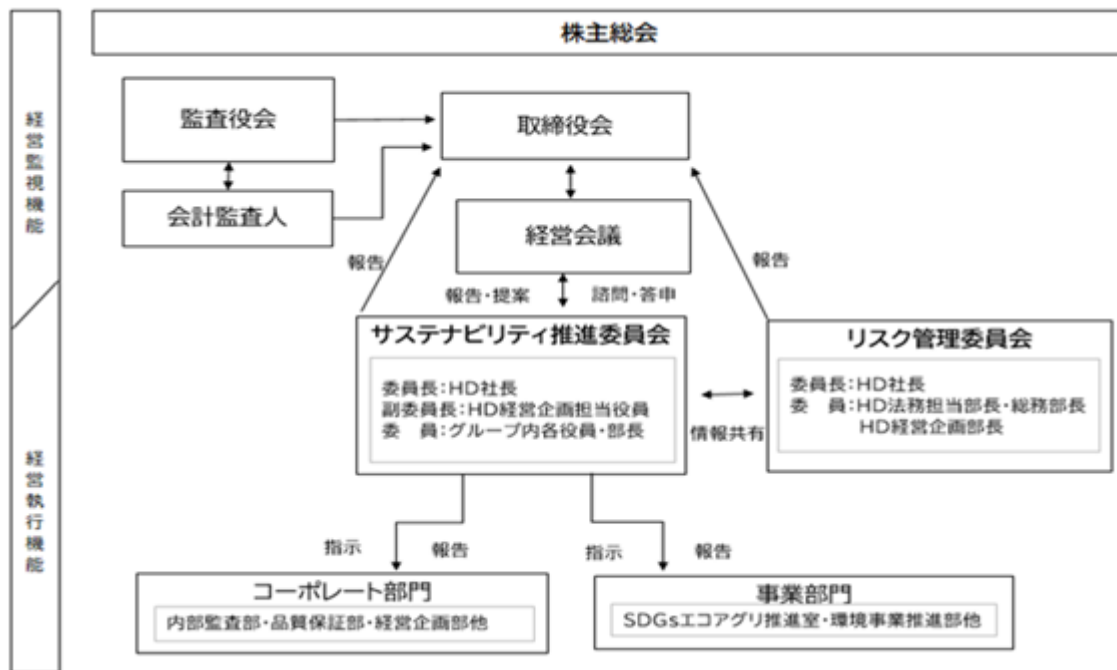 株主総会
経営監視機能
監査役会
取締役会
会計監査人
経営会議
報告
報告
報告・提案
諮問・答申
サステナビリティ推進委員会
委員長:HD社長
副委員長:HD経営企画担当役員
委　員:グループ内各役員・部長
情報共有
リスク管理委員会
委員長:HD社長
委　員:HD法務担当部長・総務部長
HD経営企画部長
経営執行機能
指示
報告
指示
報告
コーポレート部門
内部監査部・品質保証部・経営企画部他
事業部門
SDGsエコアグリ推進室・環境事業推進部他